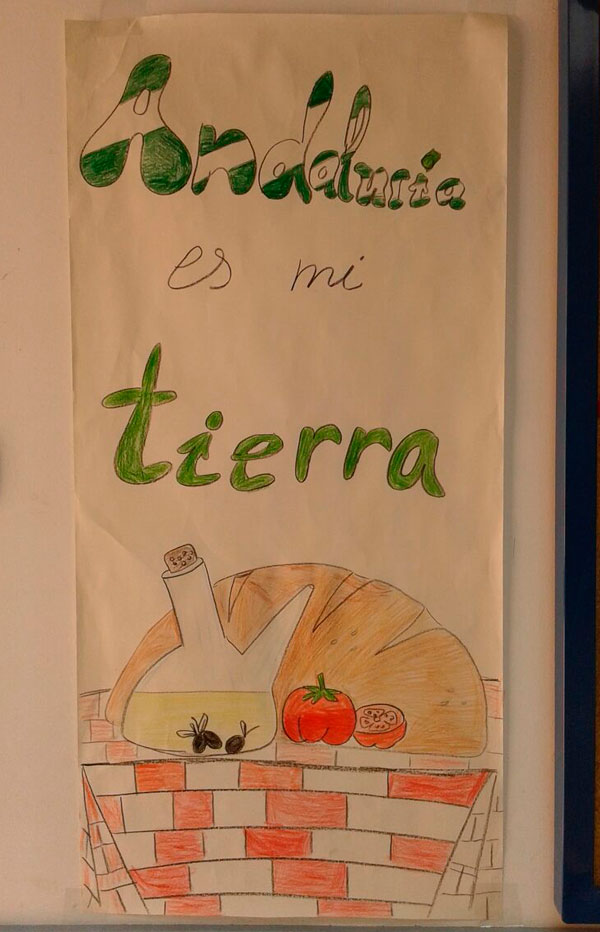 Andalucía
es mi
tierra